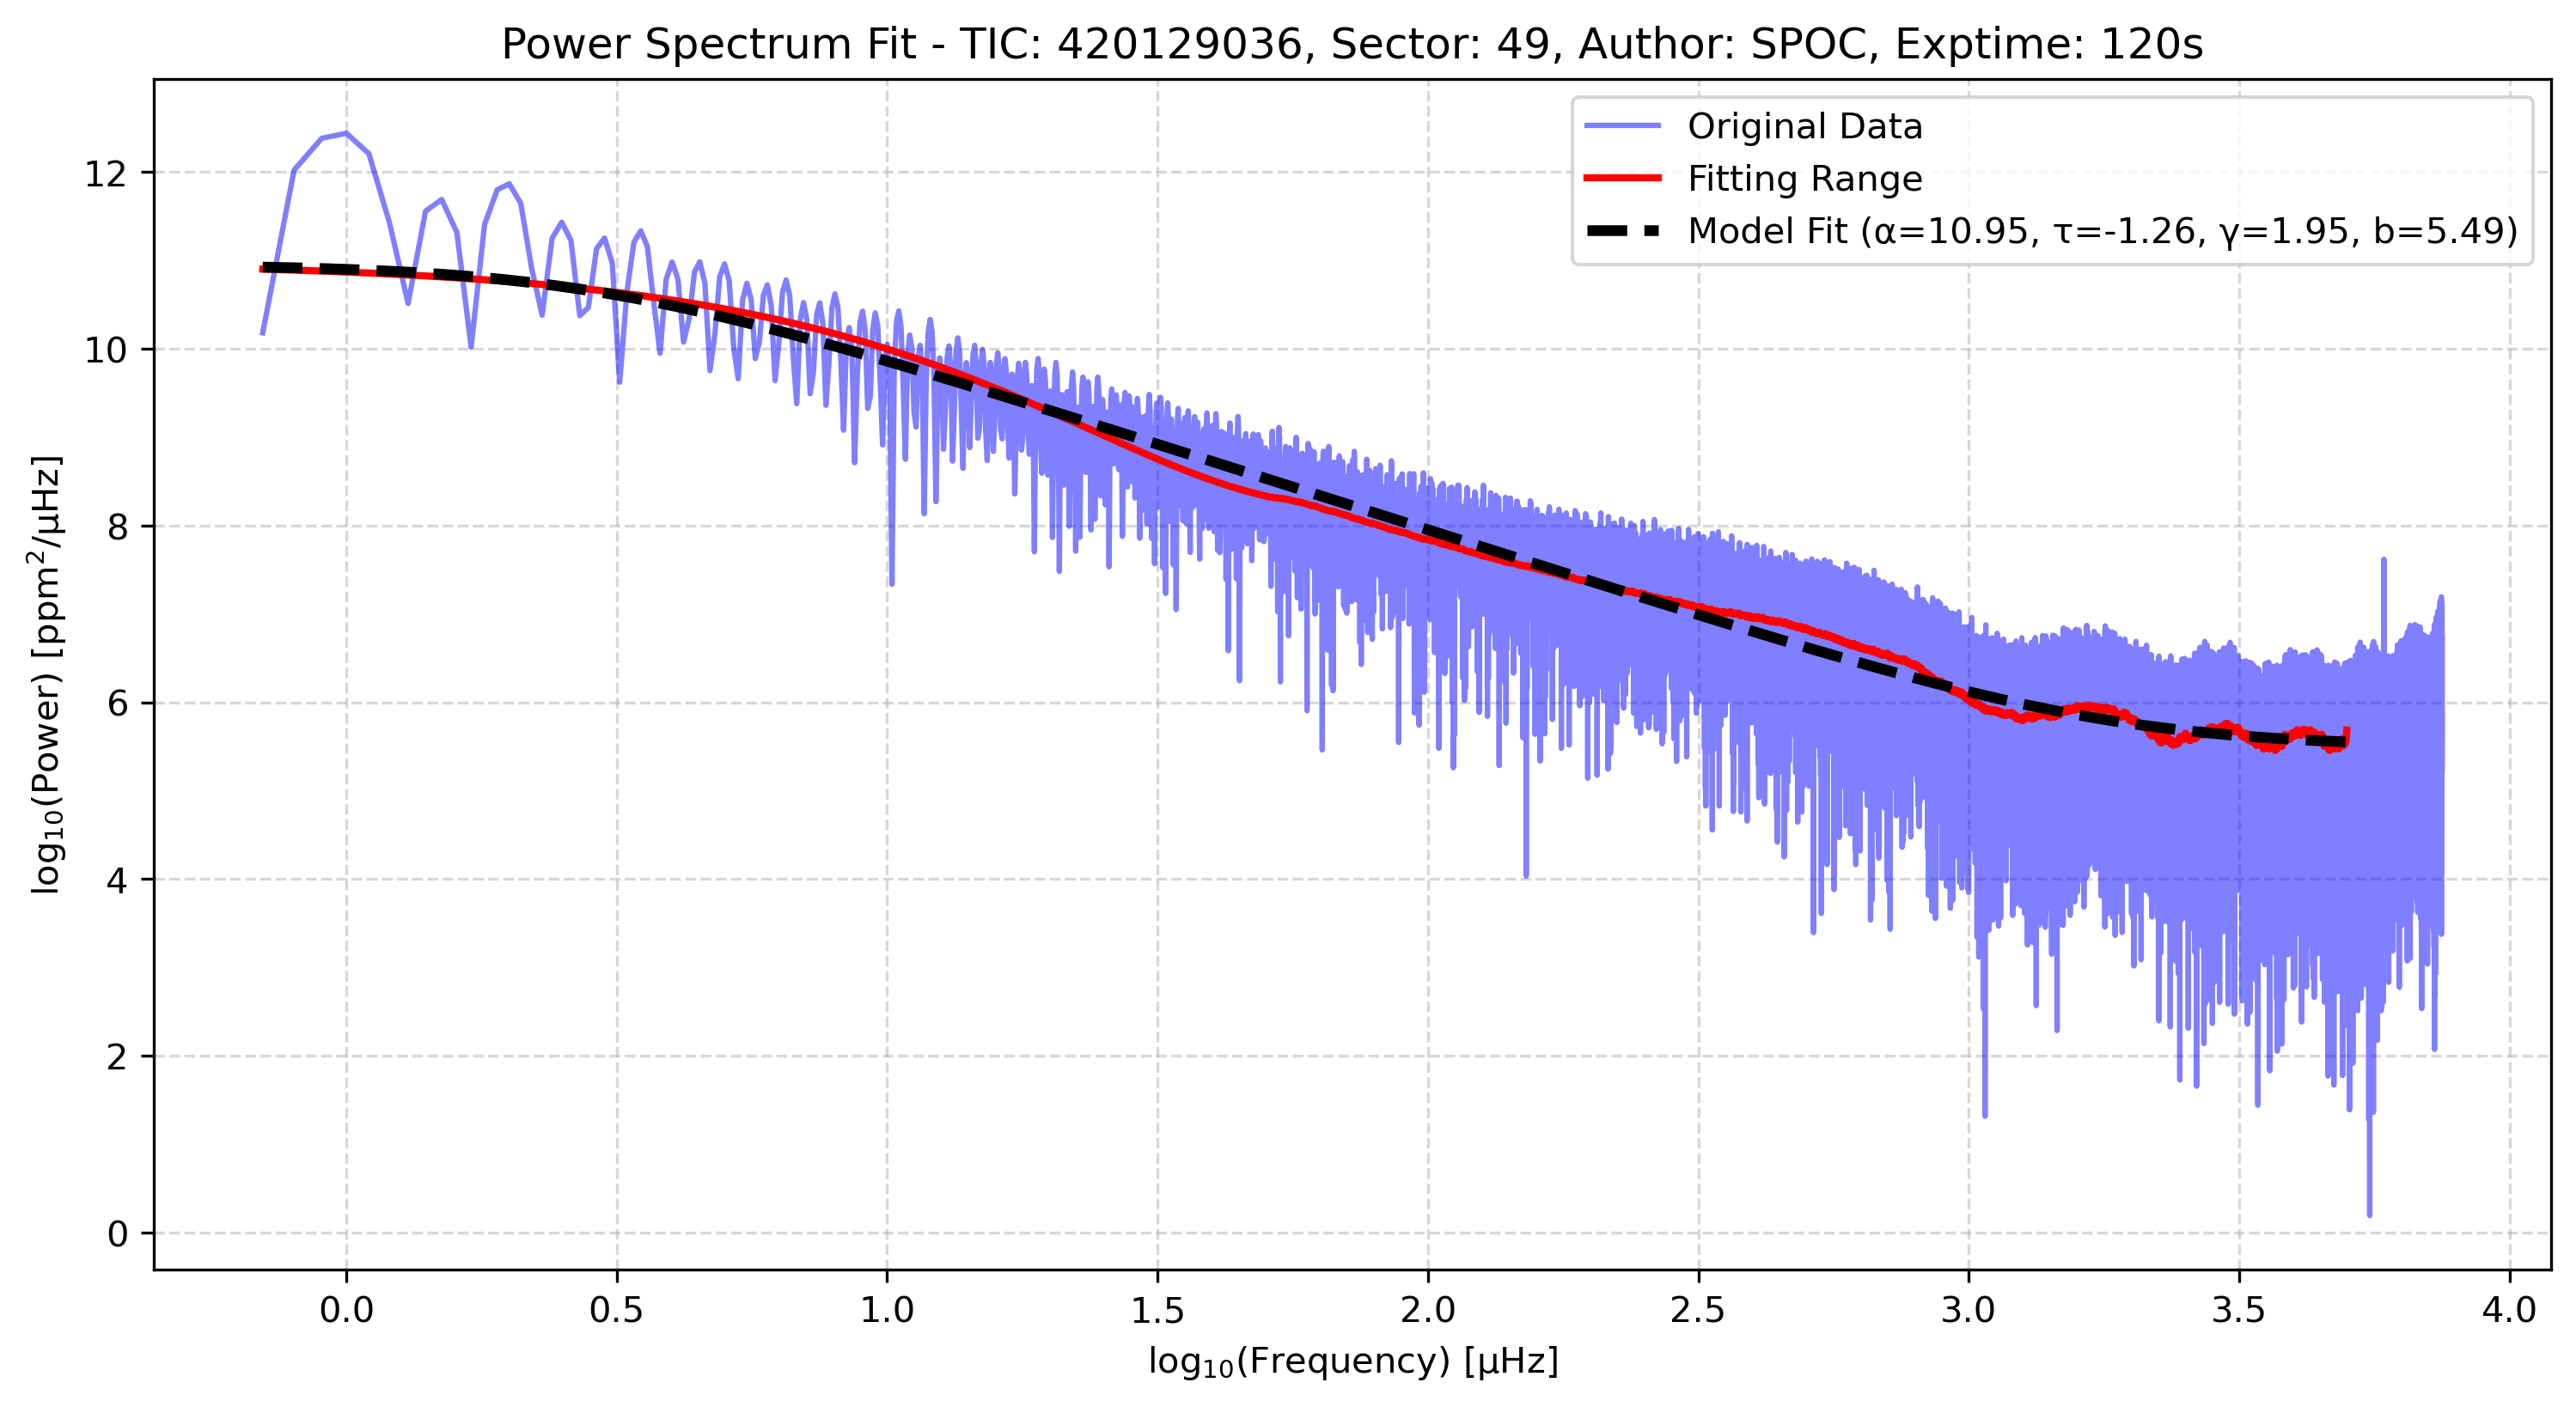 Power Spectrum Fit - TIC: 420129036, Sector: 49, Author: SPOC, Exptime: 120s
Original Data
Fitting Range
Model Fit (α=10.95, τ=-1.26, γ=1.95, b=5.49)
log₁₀(Power) [ppm²/μHz]
12
10
8
6
4
2
0
0.0 0.5 1.0 1.5 2.0 2.5 3.0 3.5 4.0
log₁₀(Frequency) [μHz]